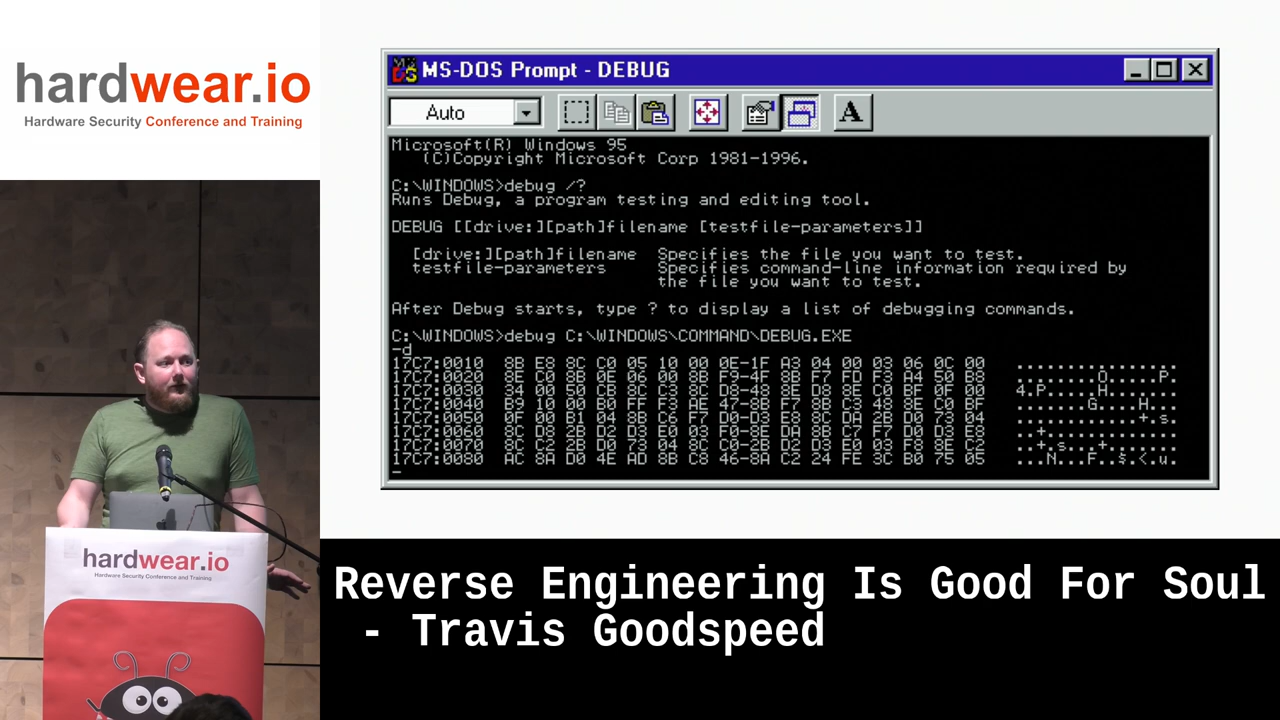 hardwear.io
Hardware Security Conference and Training
MS-DOS Prompt - DEBUG
Auto
A
Microsoft(R) Windows 95
(C)Copyright Microsoft Corp 1981-1996.
C:\WINDOWS>debug /?
Runs Debug, a program testing and editing tool.
DEBUG [[drive:][path]filename [testfile-parameters]]
[drive:][path]filename Specifies the file you want to test.
testfile-parameters Specifies command-line information required by
the file you want to test.
After Debug starts, type ? to display a list of debugging commands.
C:\WINDOWS>debug C:\WINDOWS\COMMAND\DEBUG.EXE
-d
17C7:0010 8B E8 8C C0 05 10 00 0E-1F A3 04 00 03 06 0C 00 ................
17C7:0020 8E C0 8B 0E 06 00 8B F9-4F 8B F7 FD F3 A4 50 B8 ........O.....P.
17C7:0030 34 00 50 CB 8C C3 8C D8-48 8E D8 8E C0 BF 0F 00 4.P.....H.......
17C7:0040 B9 10 00 B0 FF F3 AE 47-8B F7 8B C3 48 8E C0 BF .......G....H...
17C7:0050 0F 00 B1 04 8B C6 F7 D0-D3 E8 8C DA 2B D0 73 04 ............+.s.
17C7:0060 8C D8 2B D2 D3 E0 03 F0-8E DA 8B C7 F7 D0 D3 E8 ..+.............
17C7:0070 8C C2 2B D0 73 04 8C C0-2B D2 D3 E0 03 F8 8E C2 ..+.s...+.......
17C7:0080 AC 8A D0 4E AD 8B C8 46-8A C2 24 FE 3C B0 75 05 ...N...F..$.<.u.
-
hardwear.io
Hardware Security Conference and Training
Reverse Engineering Is Good For Soul
- Travis Goodspeed